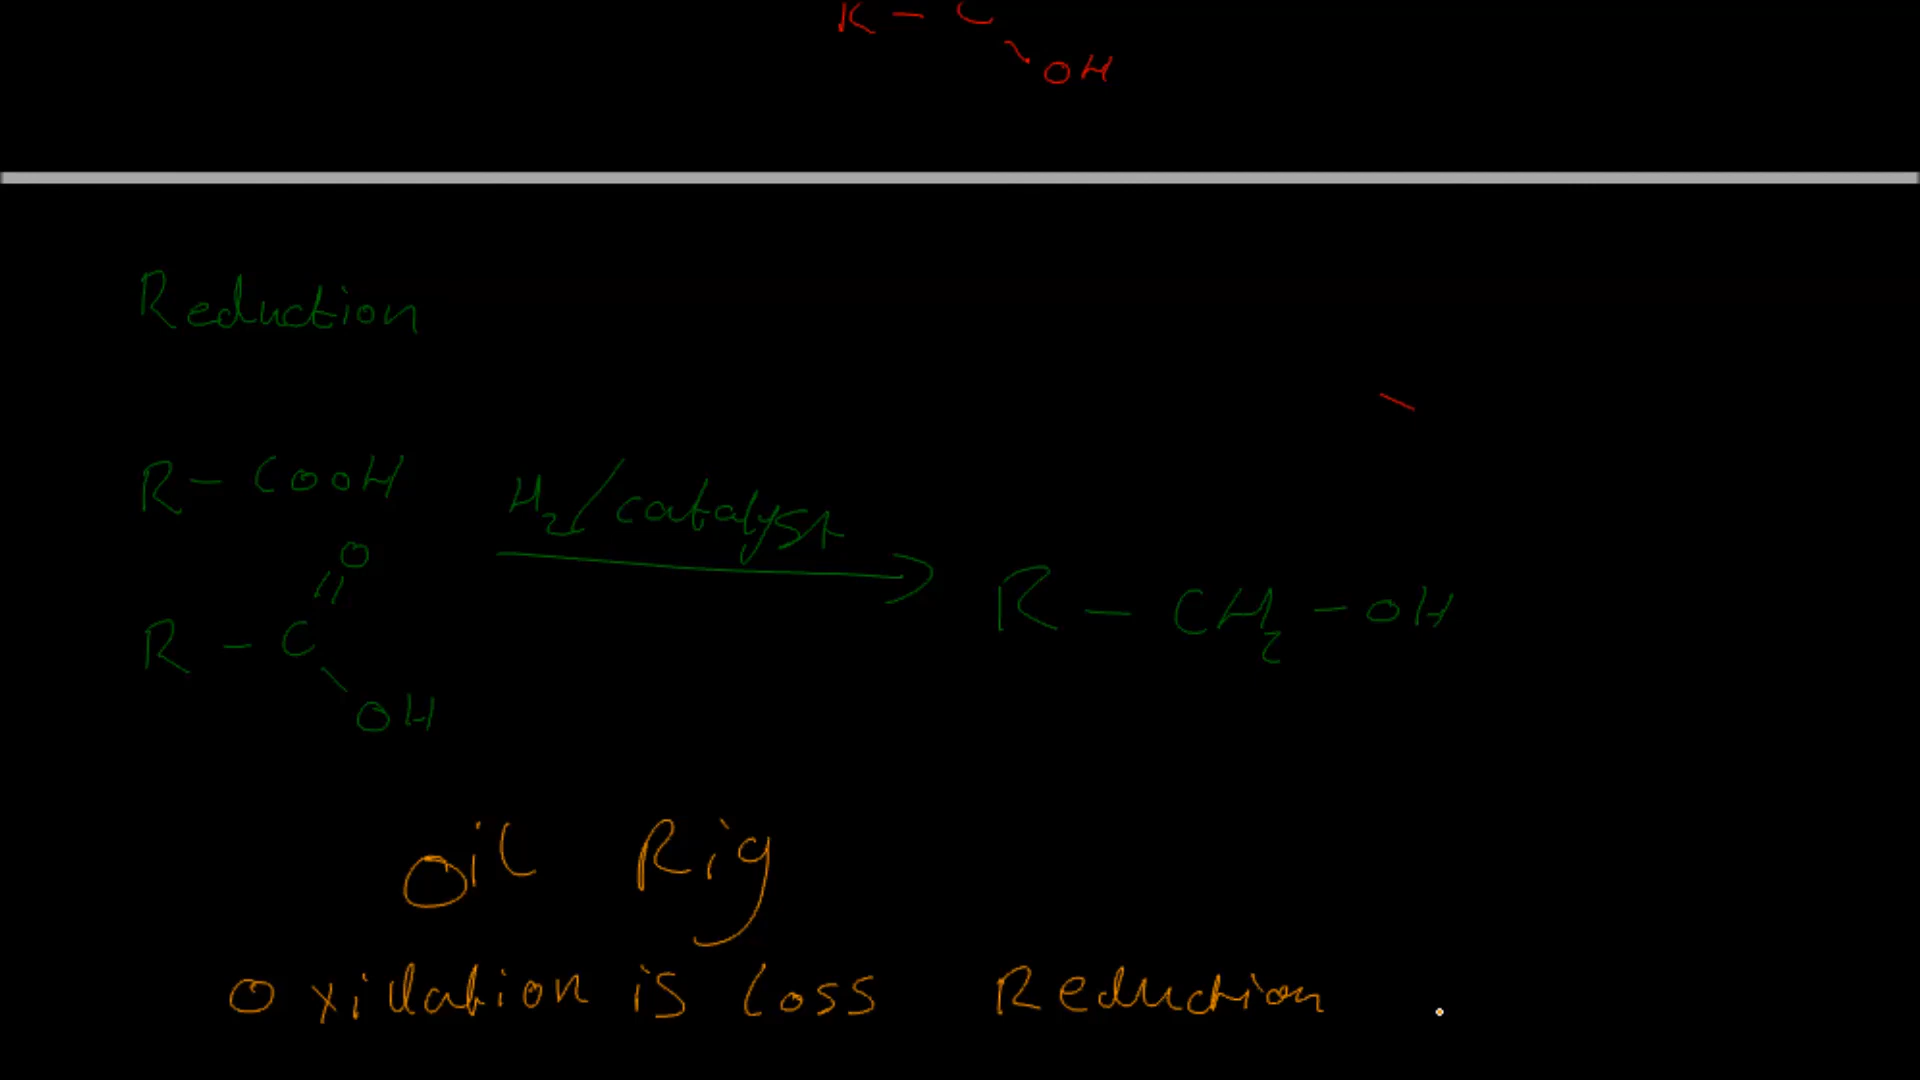 R - C
OH
Reduction
R - COOH
H2/catalyst
O
R - C
OH
R - CH2 - OH
OiL Rig
Oxidation is Loss Reduction